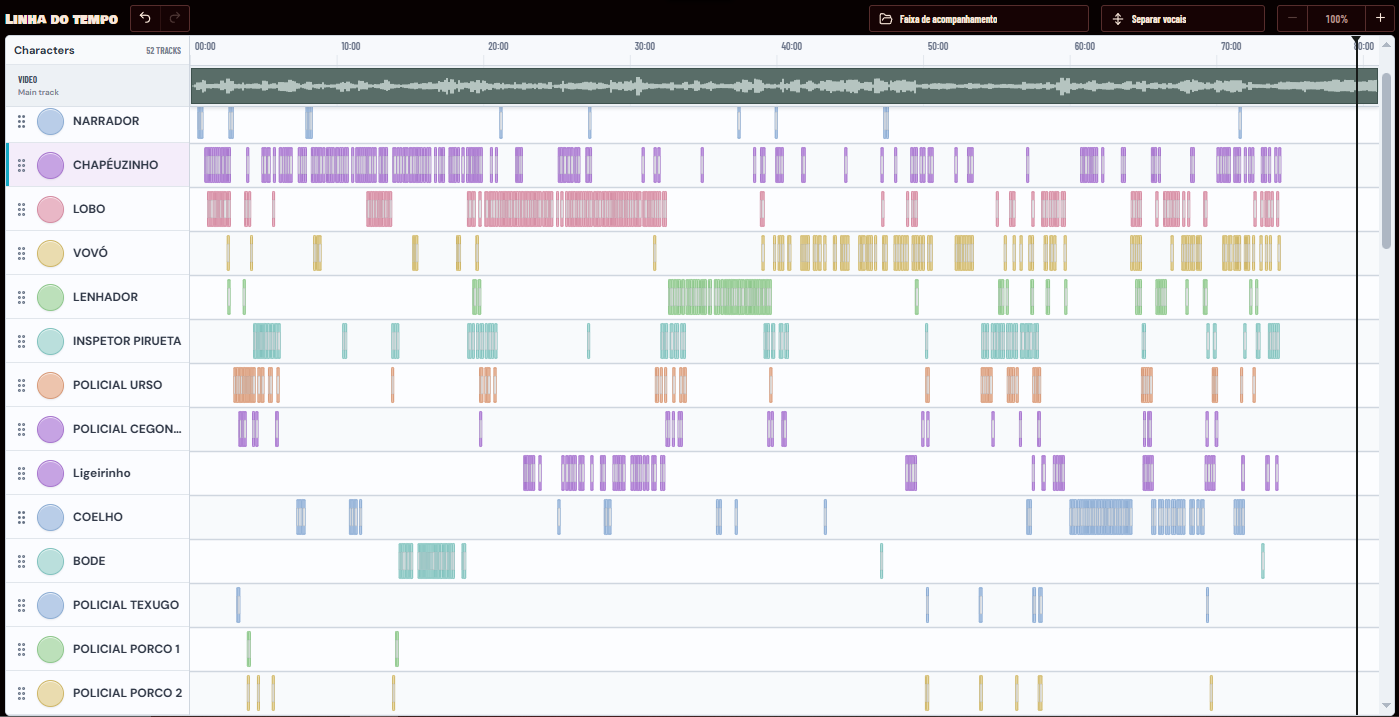 LINHA DO TEMPO
Faixa de acompanhamento
Separar vocais
100%
Characters
52 TRACKS
00:00 10:00 20:00 30:00 40:00 50:00 60:00 70:00 80:00
VIDEO
Main track
NARRADOR
CHAPÉUZINHO
LOBO
VOVÓ
LENHADOR
INSPETOR PIRUETA
POLICIAL URSO
POLICIAL CEGON...
Ligeirinho
COELHO
BODE
POLICIAL TEXUGO
POLICIAL PORCO 1
POLICIAL PORCO 2